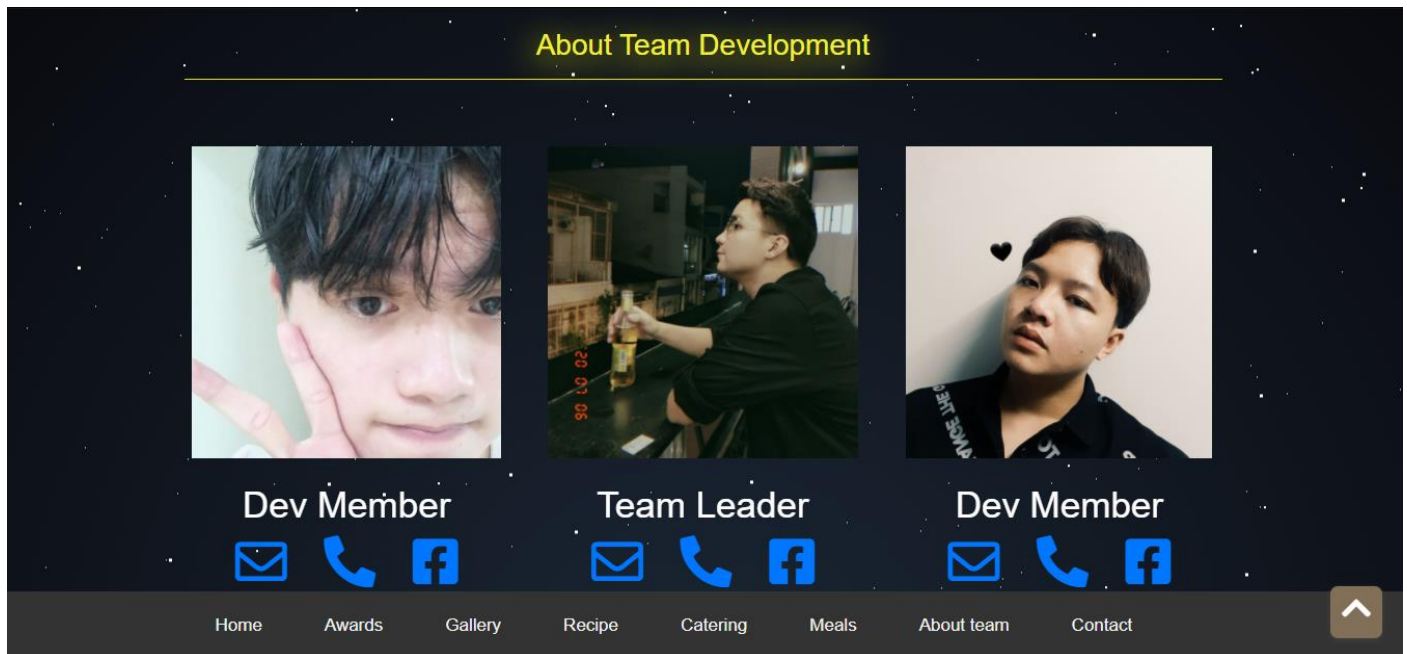 About Team Development
Dev Member
Team Leader
Dev Member
Home
Awards
Gallery
Recipe
Catering
Meals
About team
Contact